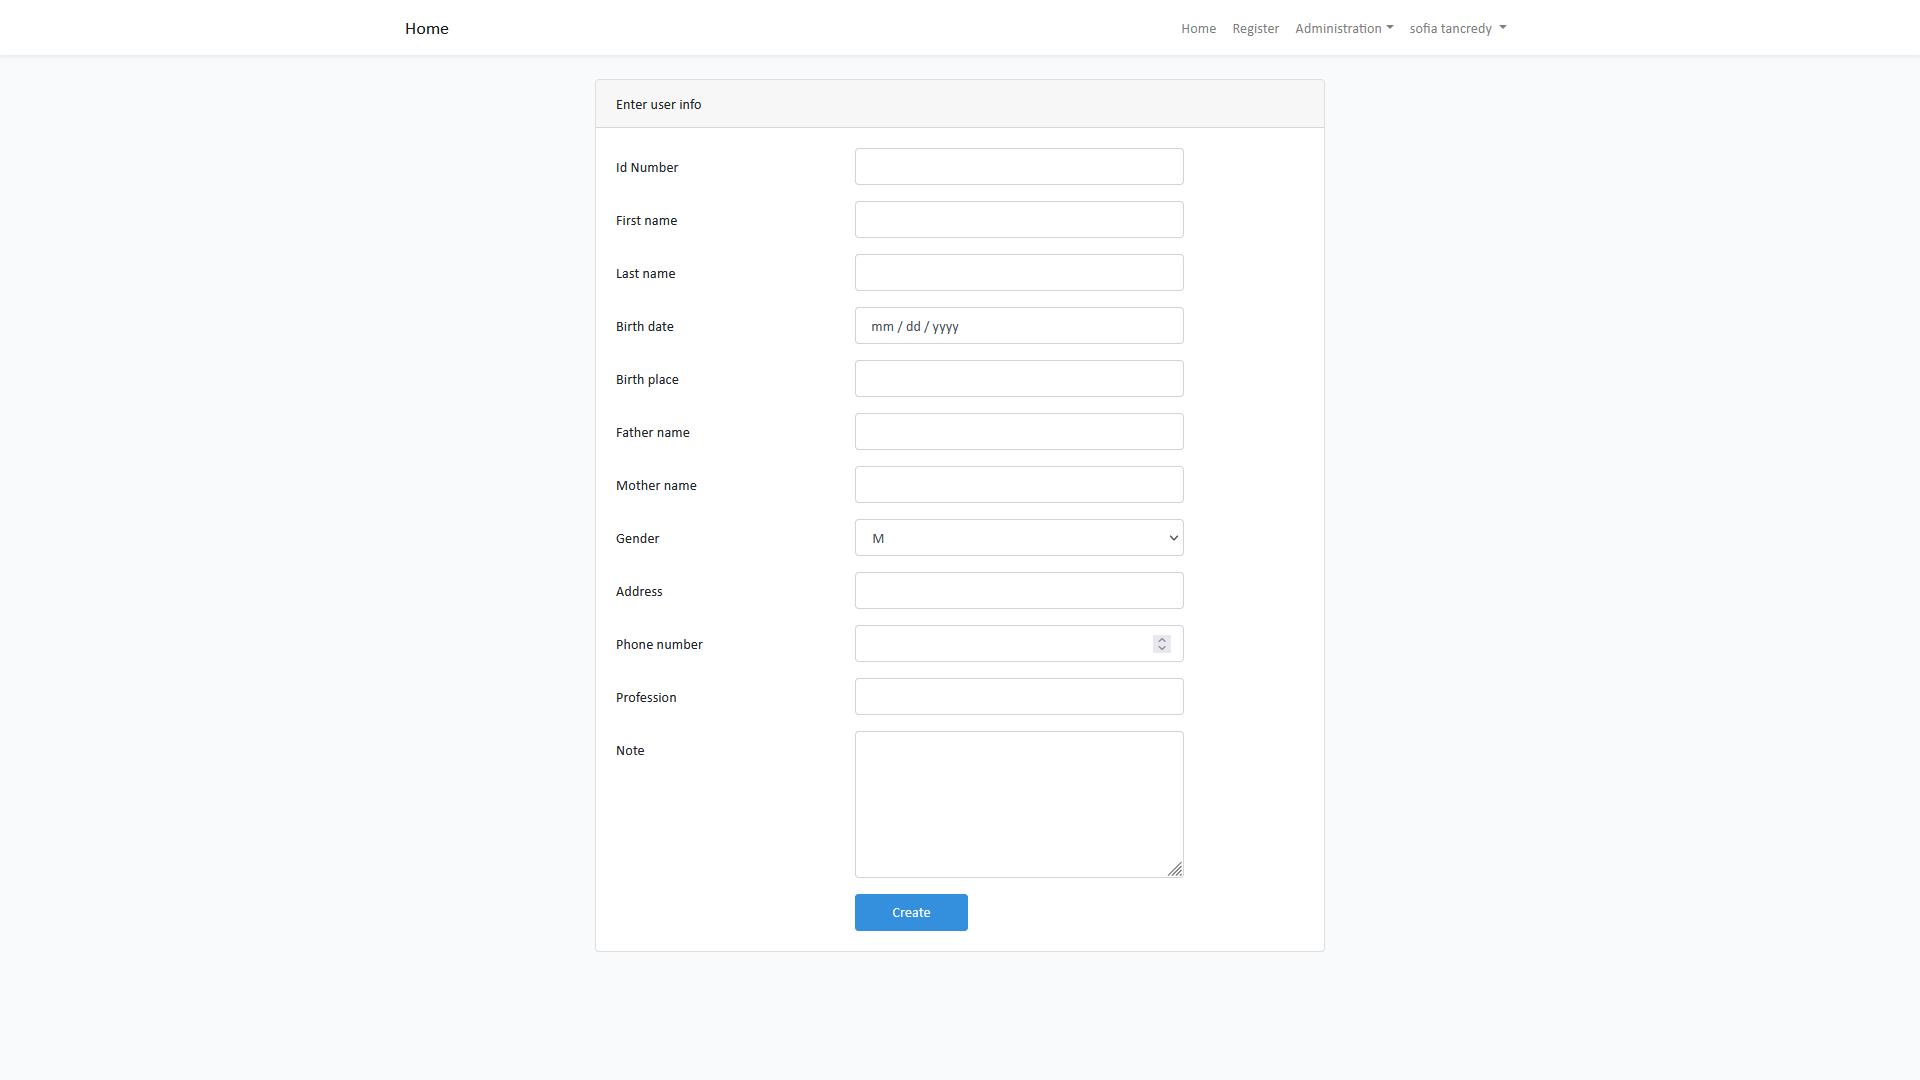 Home
Home Register Administration sofia tancredy
Enter user info
Id Number
First name
Last name
Birth date mm / dd / yyyy
Birth place
Father name
Mother name
Gender M
Address
Phone number
Profession
Note
Create